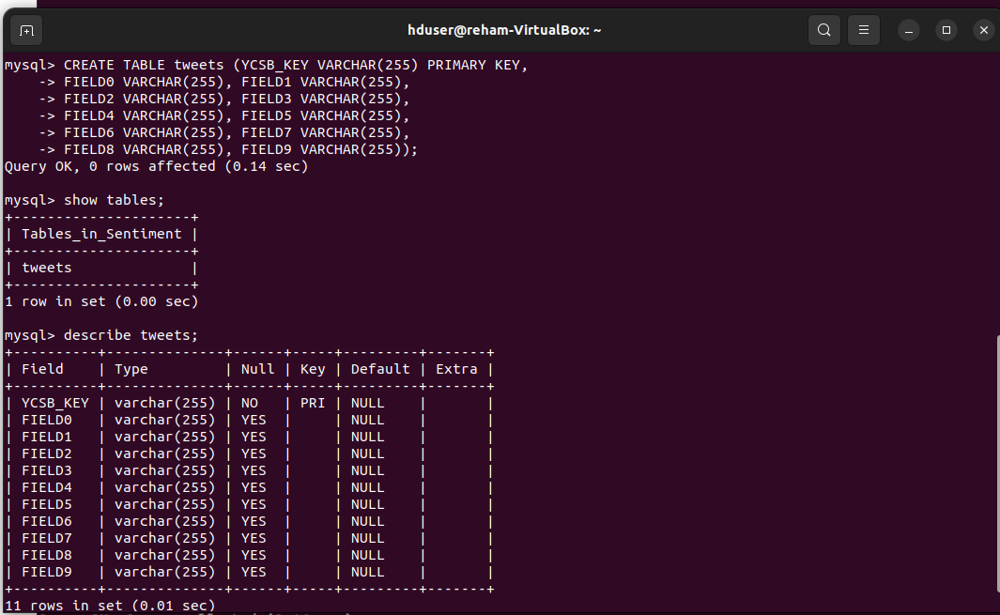 hduser@reham-VirtualBox: ~
mysql> CREATE TABLE tweets (YCSB_KEY VARCHAR(255) PRIMARY KEY,
    -> FIELD0 VARCHAR(255), FIELD1 VARCHAR(255),
    -> FIELD2 VARCHAR(255), FIELD3 VARCHAR(255),
    -> FIELD4 VARCHAR(255), FIELD5 VARCHAR(255),
    -> FIELD6 VARCHAR(255), FIELD7 VARCHAR(255),
    -> FIELD8 VARCHAR(255), FIELD9 VARCHAR(255));
Query OK, 0 rows affected (0.14 sec)

mysql> show tables;
+---------------------+
| Tables_in_Sentiment |
+---------------------+
| tweets              |
+---------------------+
1 row in set (0.00 sec)

mysql> describe tweets;
+----------+--------------+------+-----+---------+-------+
| Field    | Type         | Null | Key | Default | Extra |
+----------+--------------+------+-----+---------+-------+
| YCSB_KEY | varchar(255) | NO   | PRI | NULL    |       |
| FIELD0   | varchar(255) | YES  |     | NULL    |       |
| FIELD1   | varchar(255) | YES  |     | NULL    |       |
| FIELD2   | varchar(255) | YES  |     | NULL    |       |
| FIELD3   | varchar(255) | YES  |     | NULL    |       |
| FIELD4   | varchar(255) | YES  |     | NULL    |       |
| FIELD5   | varchar(255) | YES  |     | NULL    |       |
| FIELD6   | varchar(255) | YES  |     | NULL    |       |
| FIELD7   | varchar(255) | YES  |     | NULL    |       |
| FIELD8   | varchar(255) | YES  |     | NULL    |       |
| FIELD9   | varchar(255) | YES  |     | NULL    |       |
+----------+--------------+------+-----+---------+-------+
11 rows in set (0.01 sec)